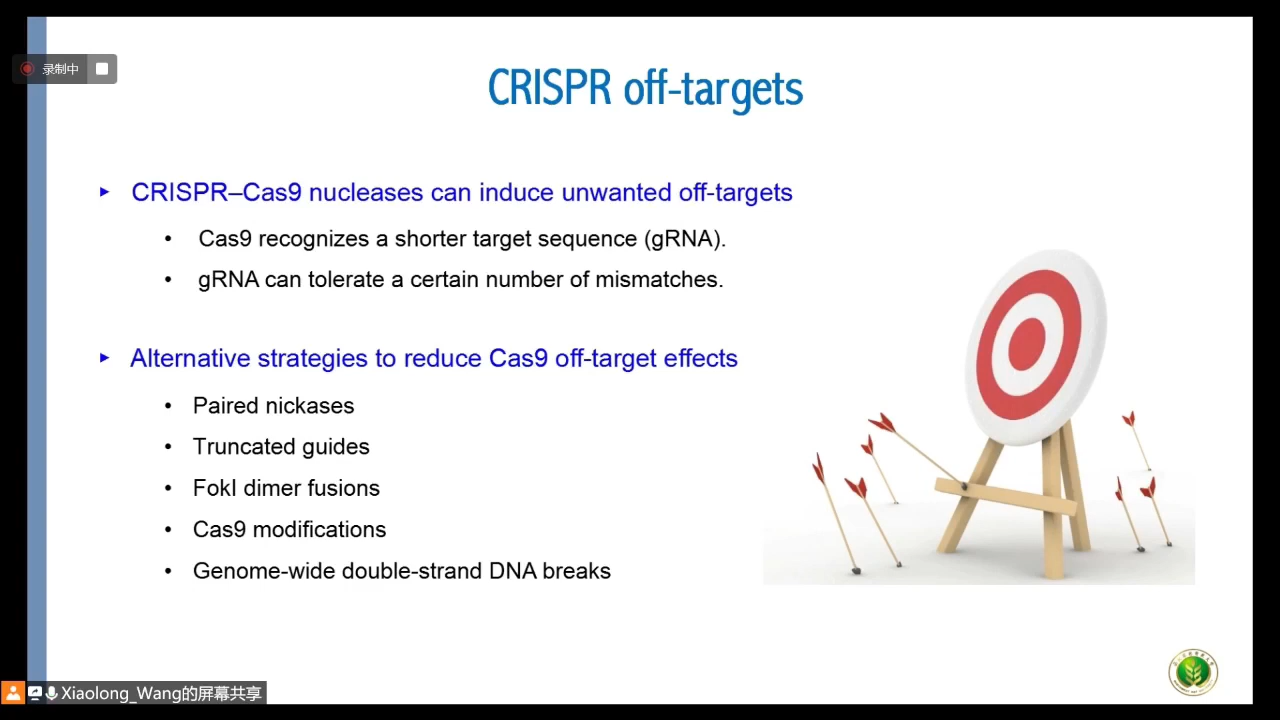 录制中
CRISPR off-targets
► CRISPR–Cas9 nucleases can induce unwanted off-targets
• Cas9 recognizes a shorter target sequence (gRNA).
• gRNA can tolerate a certain number of mismatches.
► Alternative strategies to reduce Cas9 off-target effects
• Paired nickases
• Truncated guides
• FokI dimer fusions
• Cas9 modifications
• Genome-wide double-strand DNA breaks
Xiaolong_Wang的屏幕共享